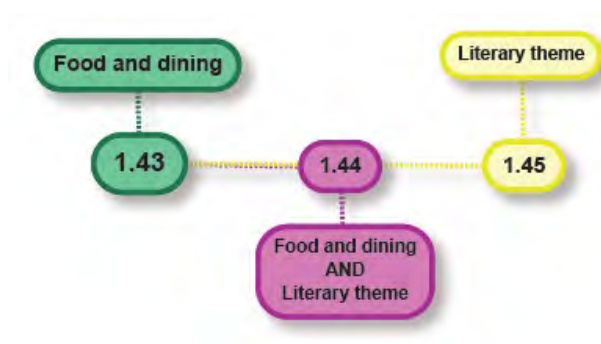 Food and dining
Literary theme
1.43
1.44
1.45
Food and dining
AND
Literary theme